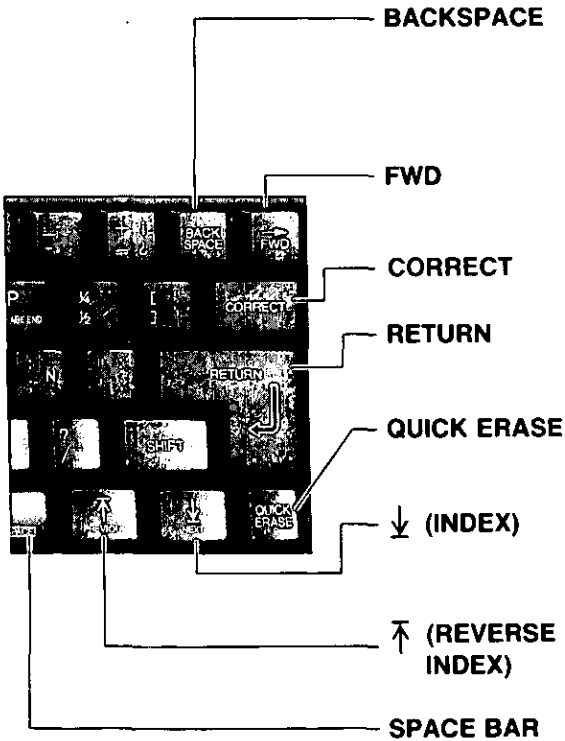 BACKSPACE
FWD
BACK
SPACE
FWD
CORRECT
P
¼
½
[
]
CORRECT
RETURN
N
RETURN
QUICK ERASE
?
/
SHIFT
QUICK
ERASE
↓ (INDEX)
↑ (REVERSE
INDEX)
SPACE BAR